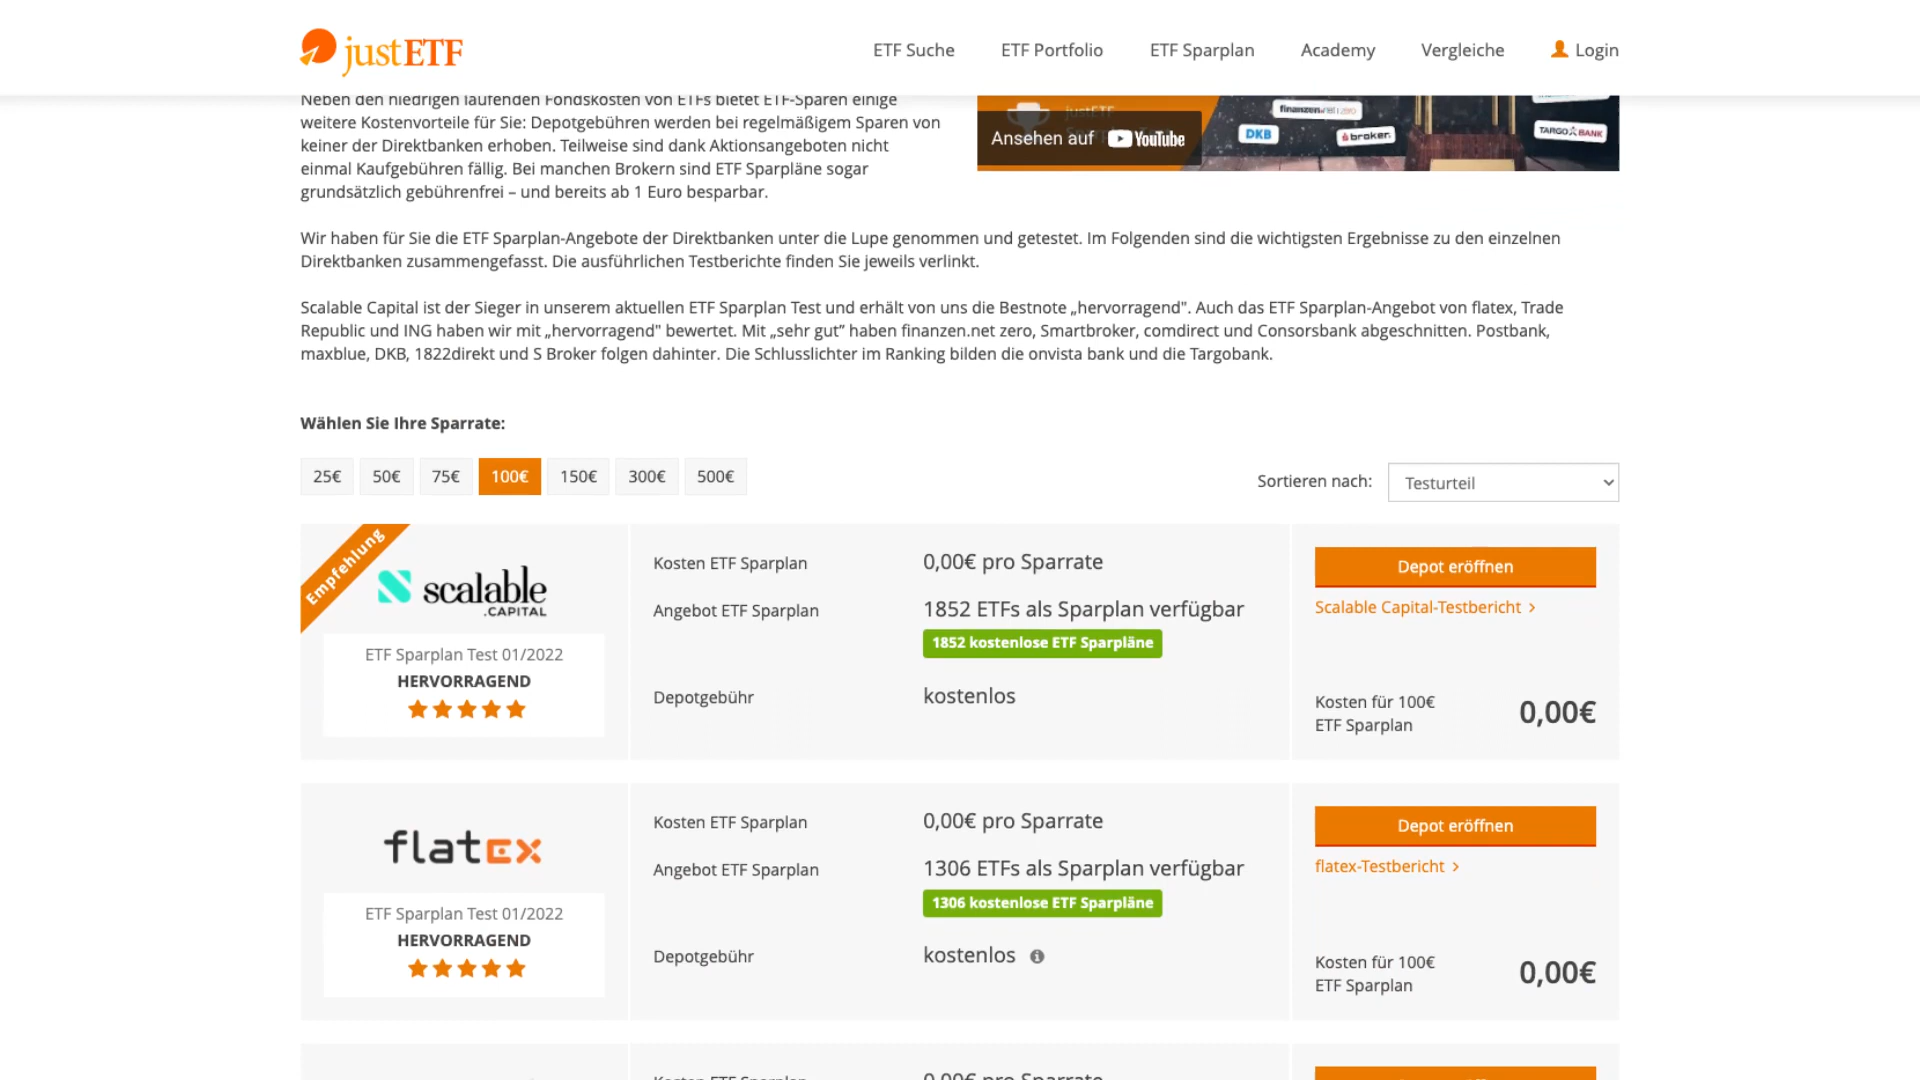 justETF
ETF Suche
ETF Portfolio
ETF Sparplan
Academy
Vergleiche
Login
Neben den niedrigen laufenden Fondskosten von ETFs bietet ETF-Sparen einige
weitere Kostenvorteile für Sie: Depotgebühren werden bei regelmäßigem Sparen von
keiner der Direktbanken erhoben. Teilweise sind dank Aktionsangeboten nicht
einmal Kaufgebühren fällig. Bei manchen Brokern sind ETF Sparpläne sogar
grundsätzlich gebührenfrei – und bereits ab 1 Euro besparbar.
justETF
Ansehen auf YouTube
finanzen.net zero
DKB
broker
TARGO BANK
Wir haben für Sie die ETF Sparplan-Angebote der Direktbanken unter die Lupe genommen und getestet. Im Folgenden sind die wichtigsten Ergebnisse zu den einzelnen
Direktbanken zusammengefasst. Die ausführlichen Testberichte finden Sie jeweils verlinkt.
Scalable Capital ist der Sieger in unserem aktuellen ETF Sparplan Test und erhält von uns die Bestnote „hervorragend". Auch das ETF Sparplan-Angebot von flatex, Trade
Republic und ING haben wir mit „hervorragend" bewertet. Mit „sehr gut” haben finanzen.net zero, Smartbroker, comdirect und Consorsbank abgeschnitten. Postbank,
maxblue, DKB, 1822direkt und S Broker folgen dahinter. Die Schlusslichter im Ranking bilden die onvista bank und die Targobank.
Wählen Sie Ihre Sparrate:
25€ 50€ 75€ 100€ 150€ 300€ 500€
Sortieren nach: Testurteil
Empfehlung
scalable
.CAPITAL
ETF Sparplan Test 01/2022
HERVORRAGEND
Kosten ETF Sparplan 0,00€ pro Sparrate
Angebot ETF Sparplan 1852 ETFs als Sparplan verfügbar
1852 kostenlose ETF Sparpläne
Depotgebühr kostenlos
Depot eröffnen
Scalable Capital-Testbericht >
Kosten für 100€
ETF Sparplan
0,00€
flatex
ETF Sparplan Test 01/2022
HERVORRAGEND
Kosten ETF Sparplan 0,00€ pro Sparrate
Angebot ETF Sparplan 1306 ETFs als Sparplan verfügbar
1306 kostenlose ETF Sparpläne
Depotgebühr kostenlos
Depot eröffnen
flatex-Testbericht >
Kosten für 100€
ETF Sparplan
0,00€
Kosten ETF Sparplan 0,00€ pro Sparrate